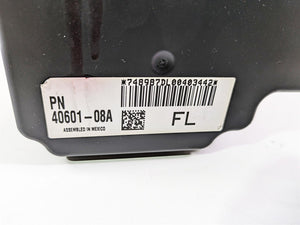 *748987DL00403442*
PN
40601-08A
ASSEMBLED IN MEXICO
FL